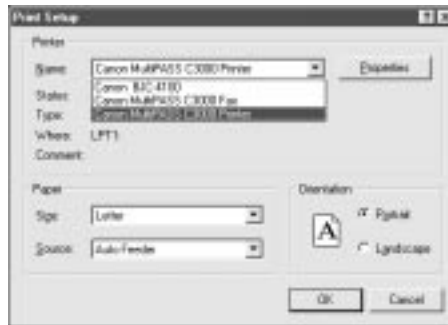 Print Setup
Printer
Name: Canon MultiPASS C3000 Printer Properties
Status: Canon BJC-4100
Canon MultiPASS C3000 Fax
Type: Canon MultiPASS C3000 Printer
Where: LPT1:
Comment:
Paper
Size: Letter
Source: Auto Feeder
Orientation
A
Portrait
Landscape
OK Cancel